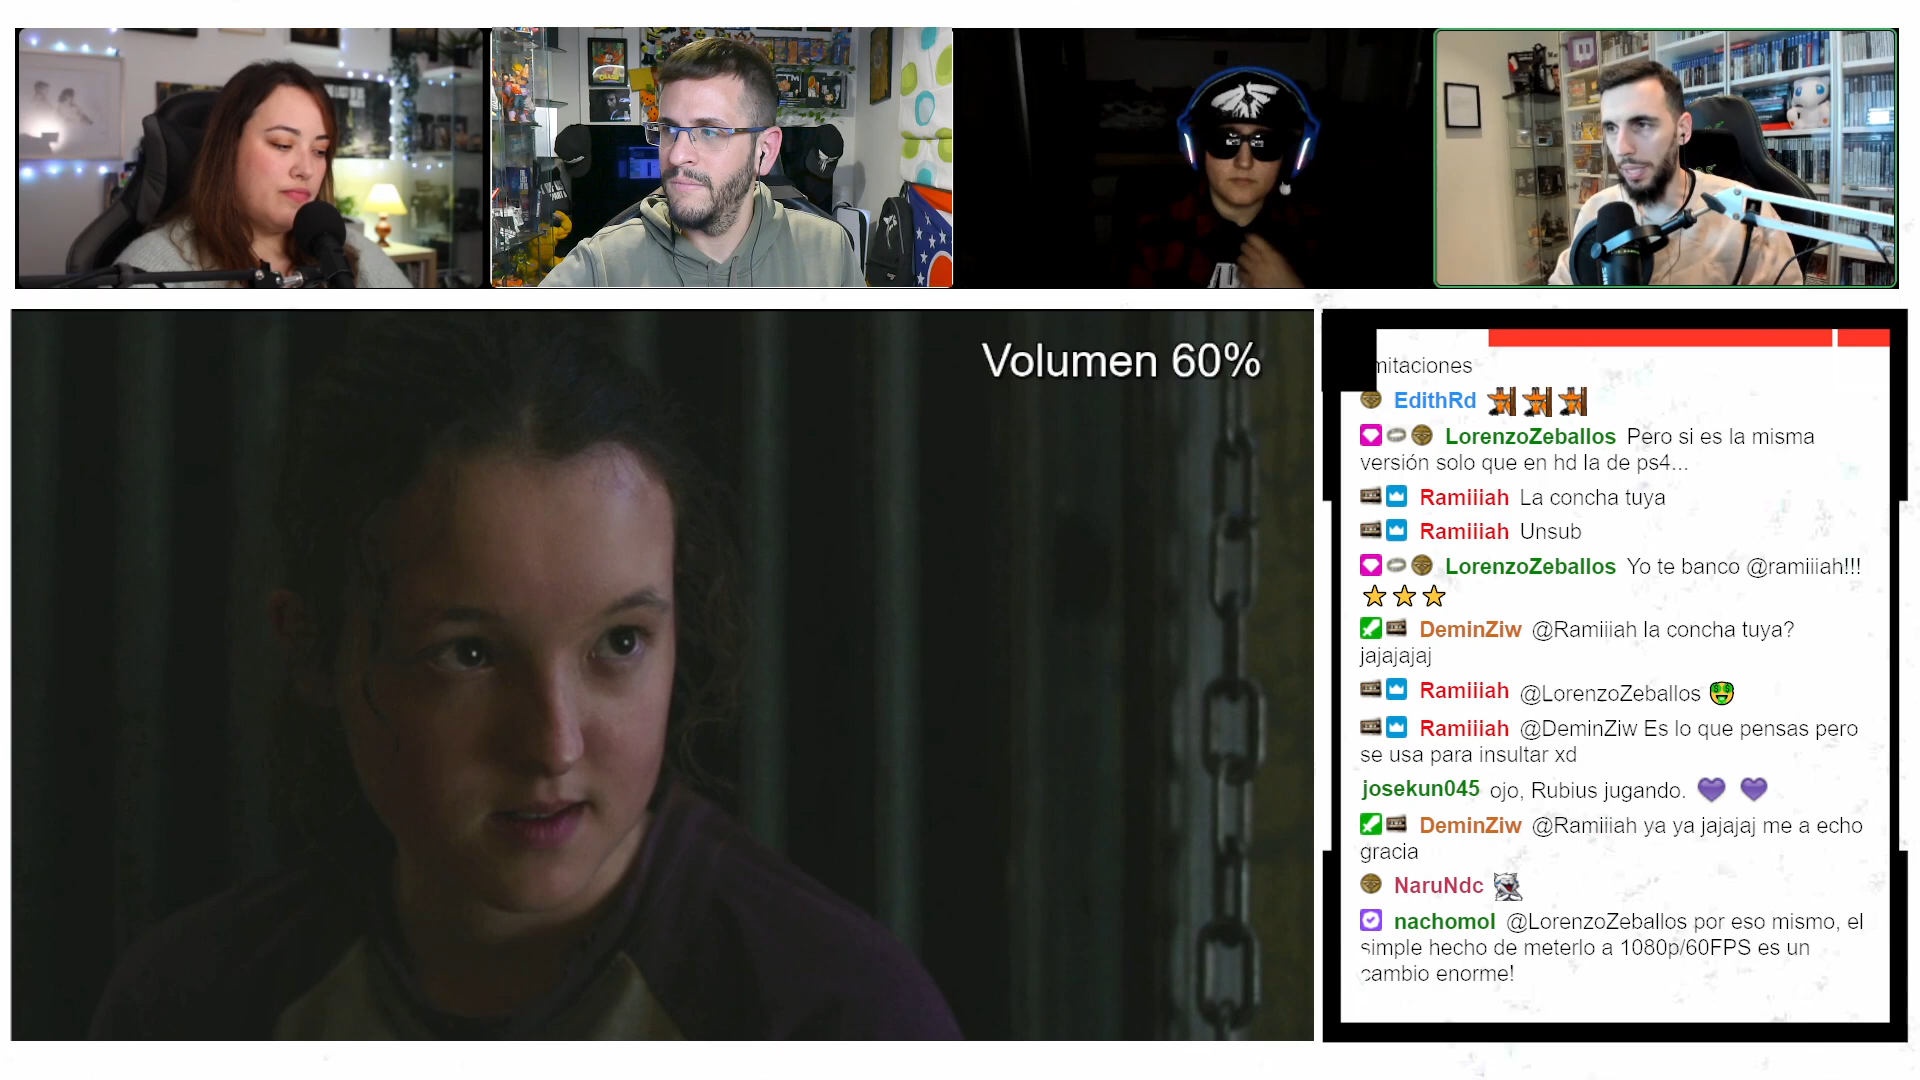 Volumen 60%
mitaciones
EdithRd
LorenzoZeballos Pero si es la misma
versión solo que en hd la de ps4...
Ramiiiah La concha tuya
Ramiiiah Unsub
LorenzoZeballos Yo te banco @ramiiiah!!!
DeminZiw @Ramiiiah la concha tuya?
jajajajaj
Ramiiiah @LorenzoZeballos
Ramiiiah @DeminZiw Es lo que pensas pero
se usa para insultar xd
josekun045 ojo, Rubius jugando.
DeminZiw @Ramiiiah ya ya jajajaj me a echo
gracia
NaruNdc
nachomol @LorenzoZeballos por eso mismo, el
simple hecho de meterlo a 1080p/60FPS es un
cambio enorme!